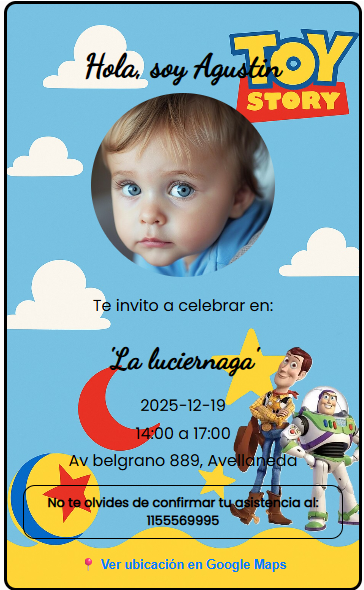 Hola, soy Agustin
TOY
STORY
Te invito a celebrar en:
'La luciernaga'
2025-12-19
14:00 a 17:00
Av belgrano 889, Avellaneda
No te olvides de confirmar tu asistencia al:
1155569995
📍 Ver ubicación en Google Maps